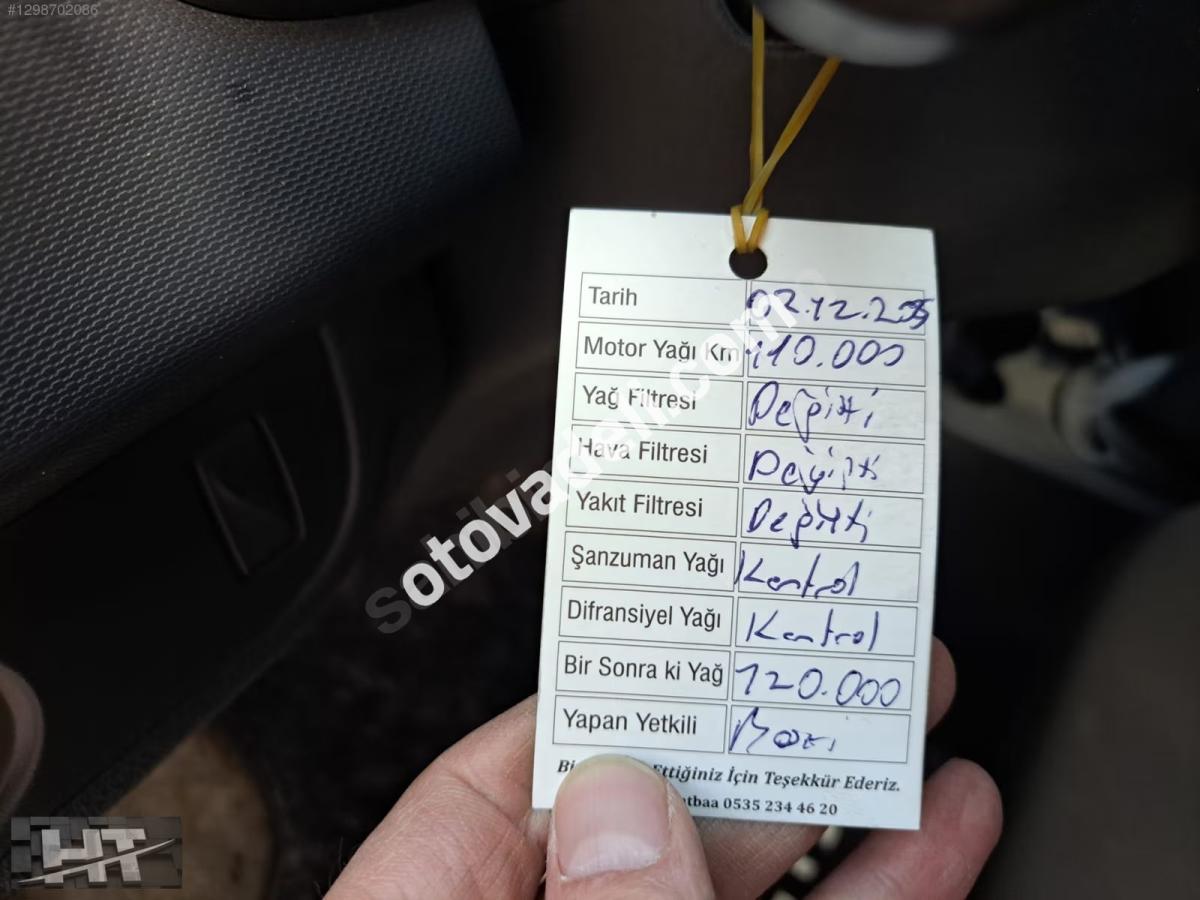 #1298702086
Tarih 02.12.2025
Motor Yağı Km 110.000
Yağ Filtresi Değişti
Hava Filtresi Değişti
Yakıt Filtresi Değişti
Şanzuman Yağı Kontrol
Difransiyel Yağı Kontrol
Bir Sonra ki Yağ 120.000
Yapan Yetkili
Ettiğiniz İçin Teşekkür Ederiz.
0535 234 46 20
otovadeli.com
HT